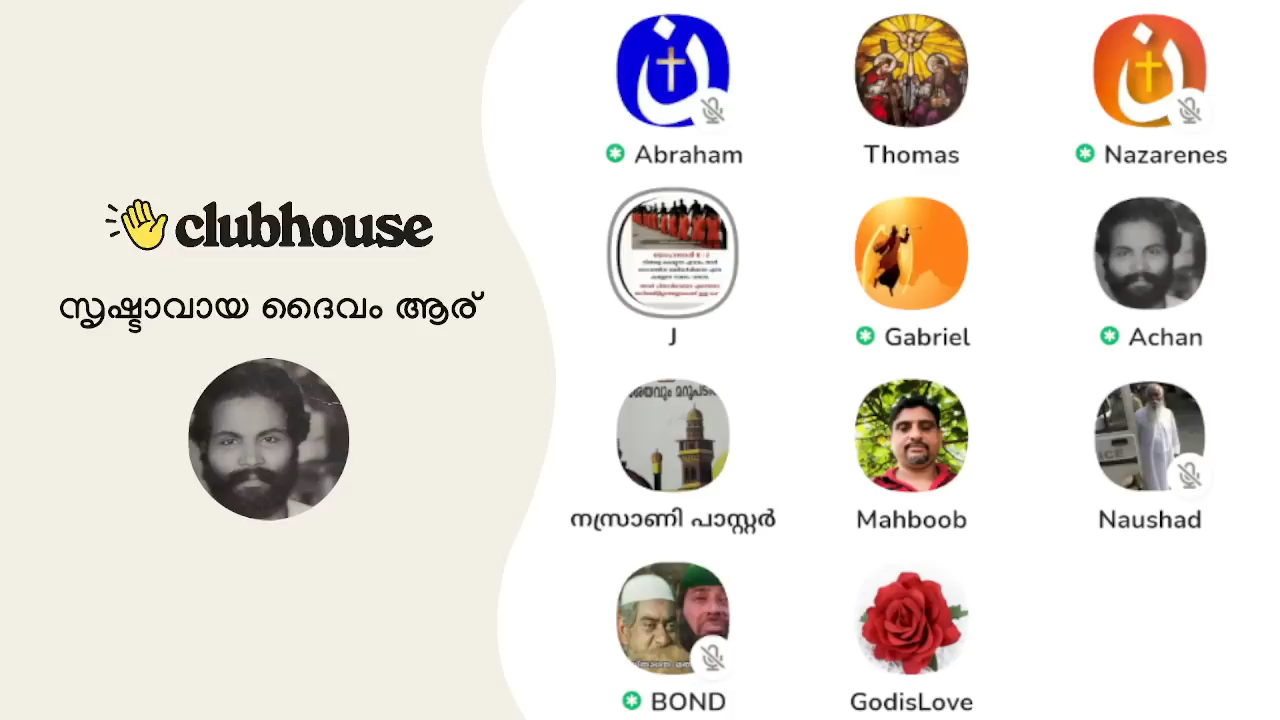 clubhouse
സൃഷ്ടാവായ ദൈവം ആര്
Abraham
Thomas
Nazarenes
J
Gabriel
Achan
നസ്രാണി പാസ്റ്റർ
Mahboob
Naushad
BOND
GodisLove